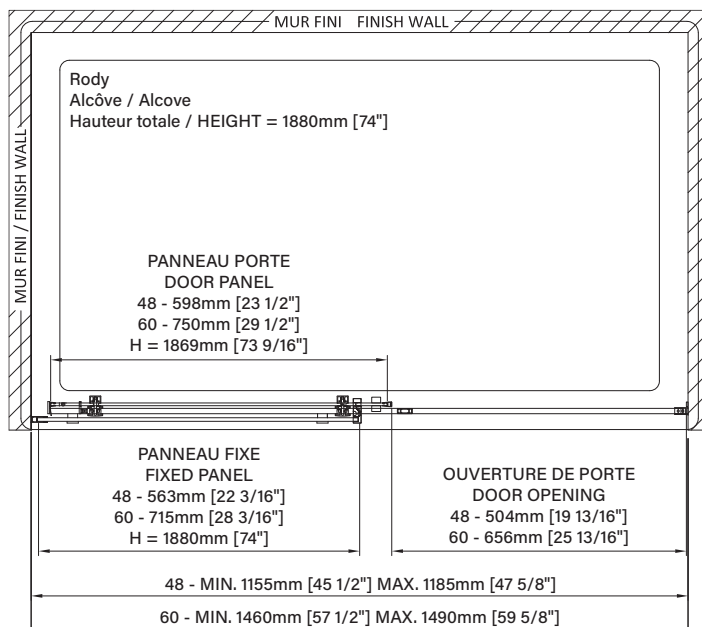 MUR FINI    FINISH WALL
MUR FINI / FINISH WALL
Rody
Alcôve / Alcove
Hauteur totale / HEIGHT = 1880mm [74"]
PANNEAU PORTE
DOOR PANEL
48 - 598mm [23 1/2"]
60 - 750mm [29 1/2"]
H = 1869mm [73 9/16"]
PANNEAU FIXE
FIXED PANEL
48 - 563mm [22 3/16"]
60 - 715mm [28 3/16"]
H = 1880mm [74"]
OUVERTURE DE PORTE
DOOR OPENING
48 - 504mm [19 13/16"]
60 - 656mm [25 13/16"]
48 - MIN. 1155mm [45 1/2"] MAX. 1185mm [47 5/8"]
60 - MIN. 1460mm [57 1/2"] MAX. 1490mm [59 5/8"]